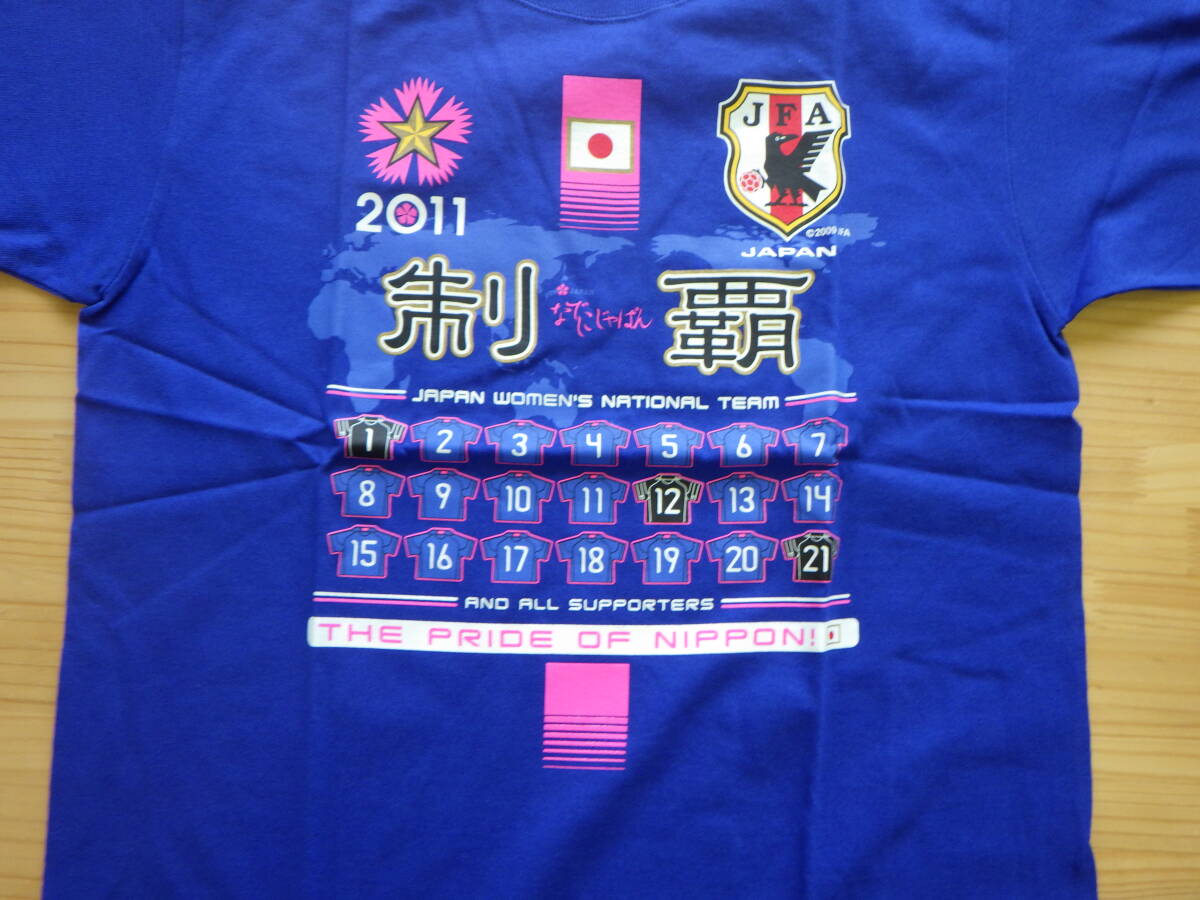 2011
JFA
©2009 JFA
JAPAN
制覇
JAPAN
なでしこじゃぱん
JAPAN WOMEN'S NATIONAL TEAM
1 2 3 4 5 6 7
8 9 10 11 12 13 14
15 16 17 18 19 20 21
AND ALL SUPPORTERS
THE PRIDE OF NIPPON!